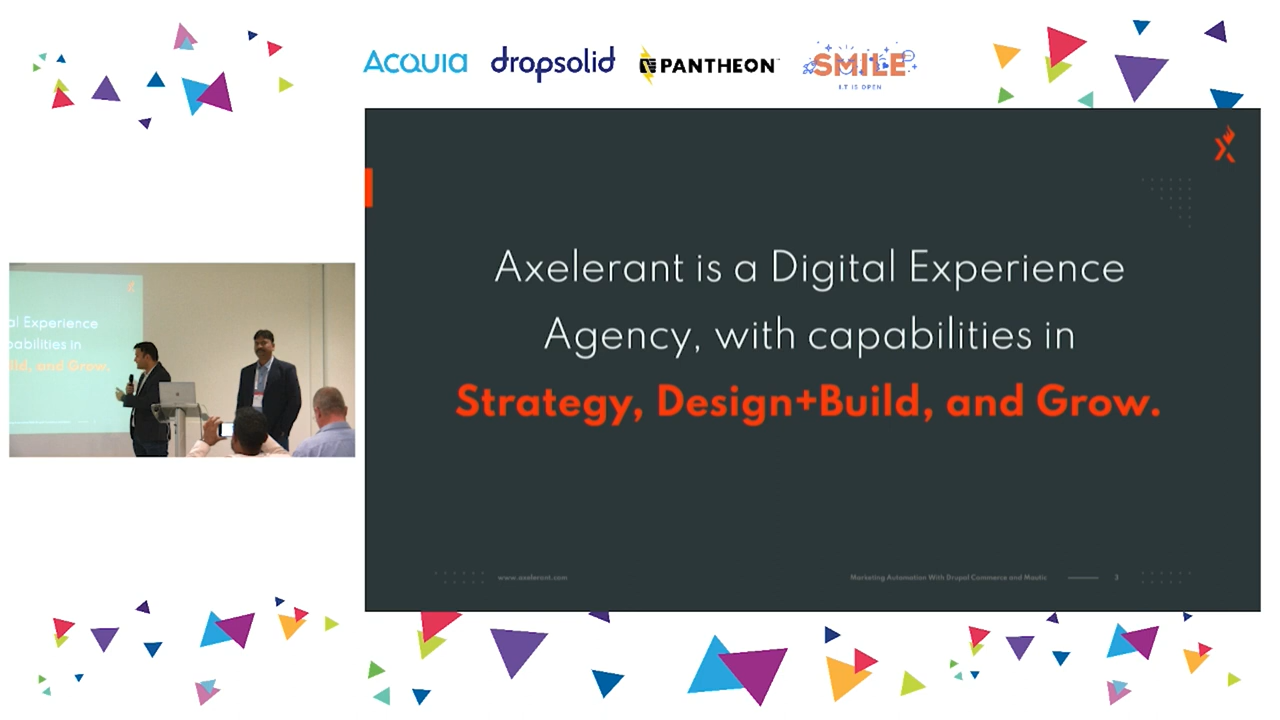 Acquia
dropsolid
PANTHEON
SMILE
I.T IS OPEN
Axelerant is a Digital Experience
Agency, with capabilities in
Strategy, Design+Build, and Grow.
www.axelerant.com
Marketing Automation With Drupal Commerce and Mautic
3
al Experience
pabilities in
ild, and Grow.